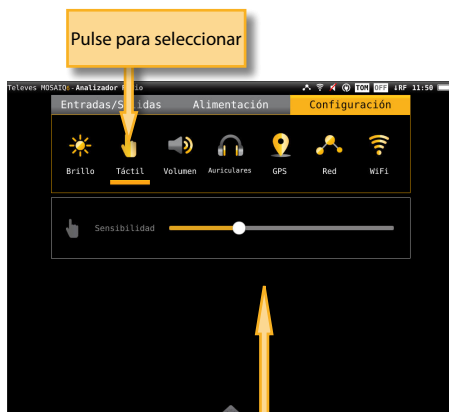 Pulse para seleccionar
Televes MOSAIQ6-Analizador Radio TOM OFF ↓RF 11:50
Entradas/Salidas Alimentación Configuración
Brillo Táctil Volumen Auriculares GPS Red WiFi
Sensibilidad